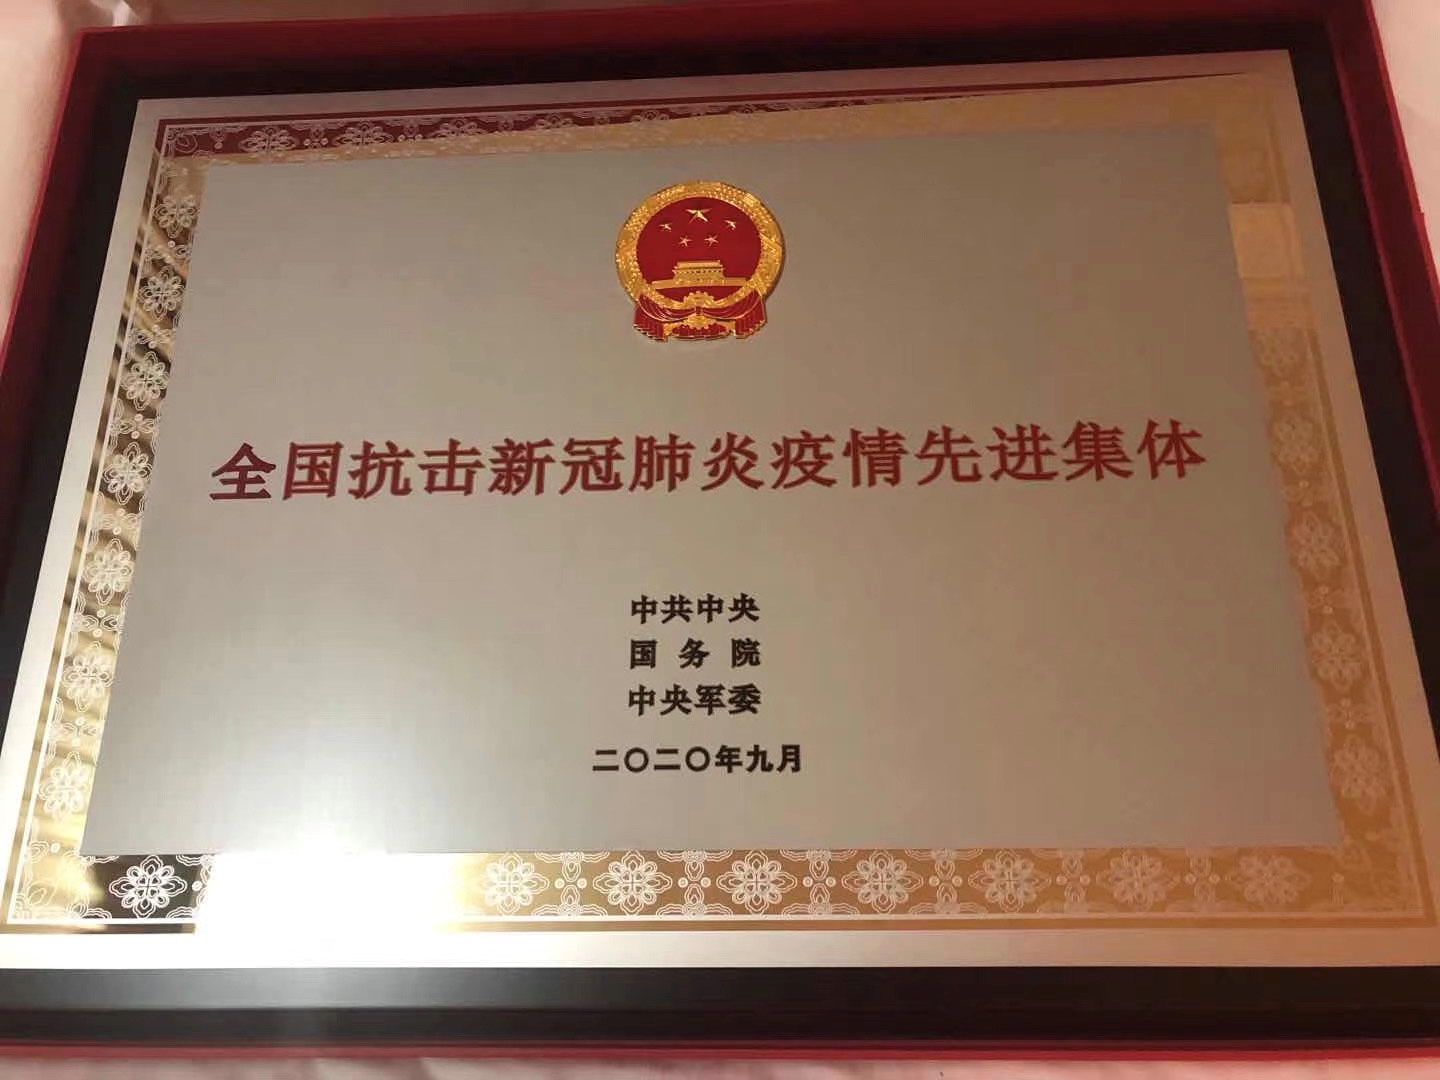 全国抗击新冠肺炎疫情先进集体
中共中央
国务院
中央军委
二〇二〇年九月